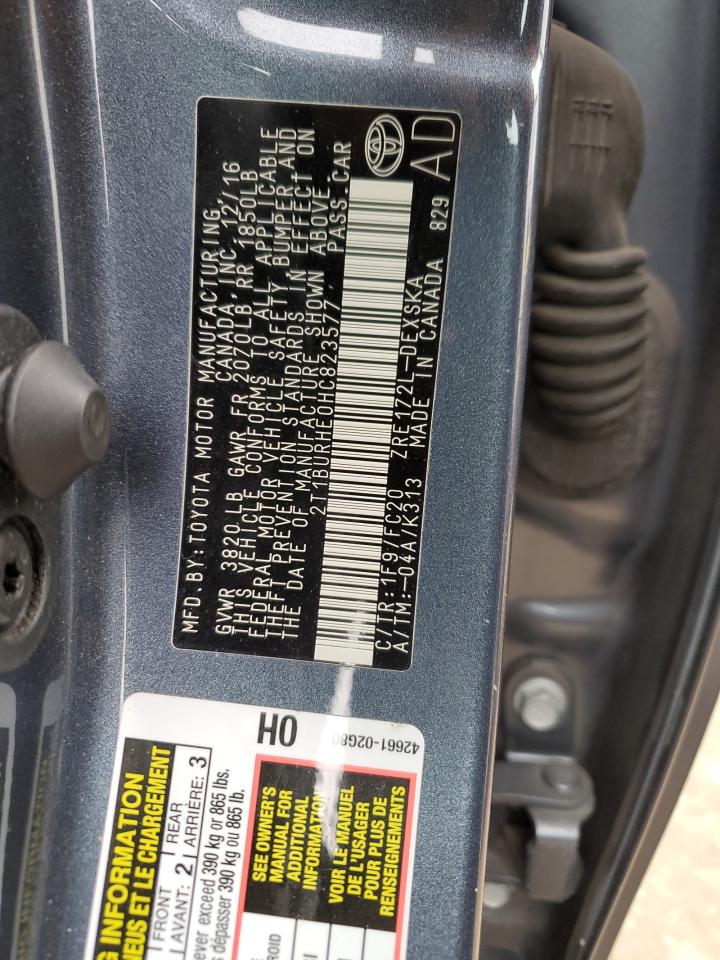 MFD.BY:TOYOTA MOTOR MANUFACTURING
CANADA, INC. 12/16
GVWR 3820LB GAWR FR 2070LB RR 1850LB
THIS VEHICLE CONFORMS TO ALL APPLICABLE
FEDERAL MOTOR VEHICLE SAFETY, BUMPER, AND
THEFT PREVENTION STANDARDS IN EFFECT ON
THE DATE OF MANUFACTURE SHOWN ABOVE.
2T1BURHE0HC823577 PASS.CAR
C/TR:1F9/FC20 ZRE172L-DEXSKA
A/TM:-04A/K313 MADE IN CANADA 829
AD
0H
42661-02G80
INFORMATION
ET LE CHARGEMENT
FRONT
AVANT: 2
REAR
ARRIÈRE: 3
exceed 390 kg or 865 lbs.
dépasser 390 kg ou 865 lb.
SEE OWNER'S
MANUAL FOR
ADDITIONAL
INFORMATION
VOIR LE MANUEL
DE L'USAGER
POUR PLUS DE
RENSEIGNEMENTS